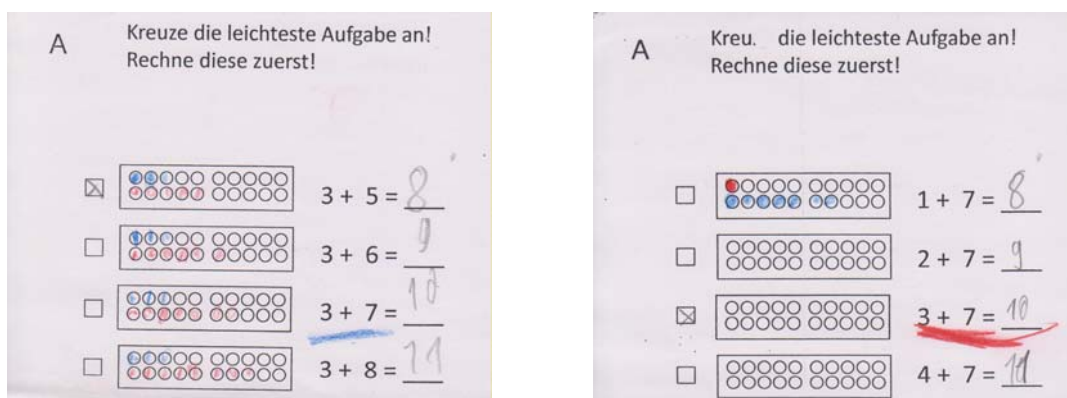 A
Kreuze die leichteste Aufgabe an!
Rechne diese zuerst!
3 + 5 = 8
3 + 6 = 9
3 + 7 = 10
3 + 8 = 11
A
Kreu. die leichteste Aufgabe an!
Rechne diese zuerst!
1 + 7 = 8
2 + 7 = 9
3 + 7 = 10
4 + 7 = 11